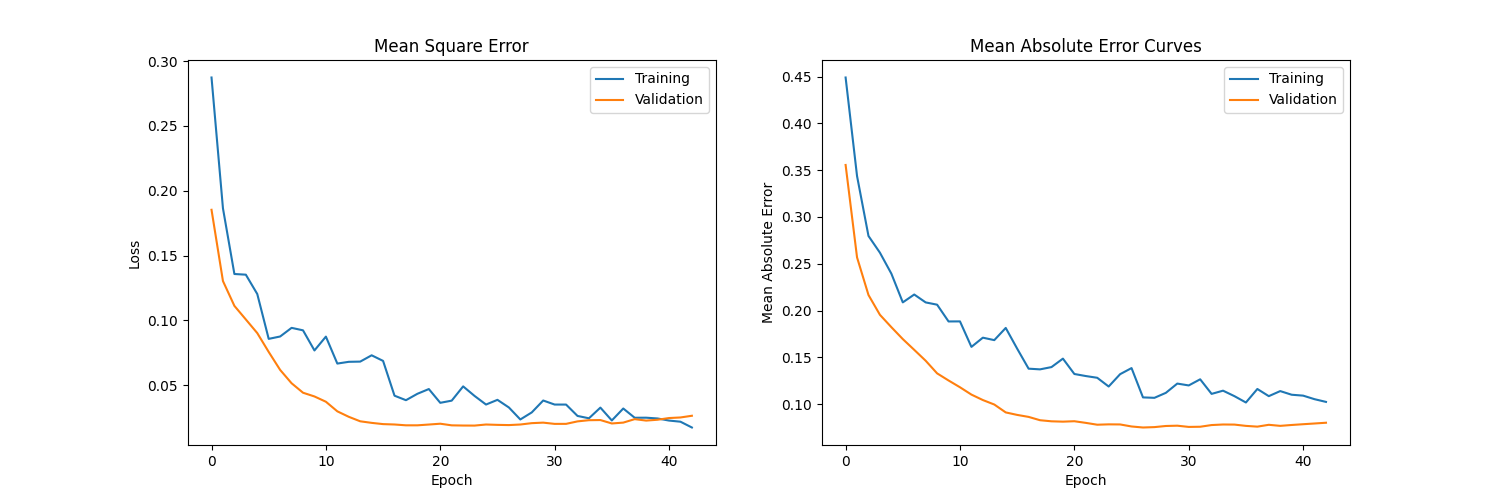 Mean Square Error
Training
Validation
0.30
0.25
0.20
0.15
0.10
0.05
Loss
0 10 20 30 40
Epoch
Mean Absolute Error Curves
Training
Validation
0.45
0.40
0.35
0.30
0.25
0.20
0.15
0.10
Mean Absolute Error
0 10 20 30 40
Epoch